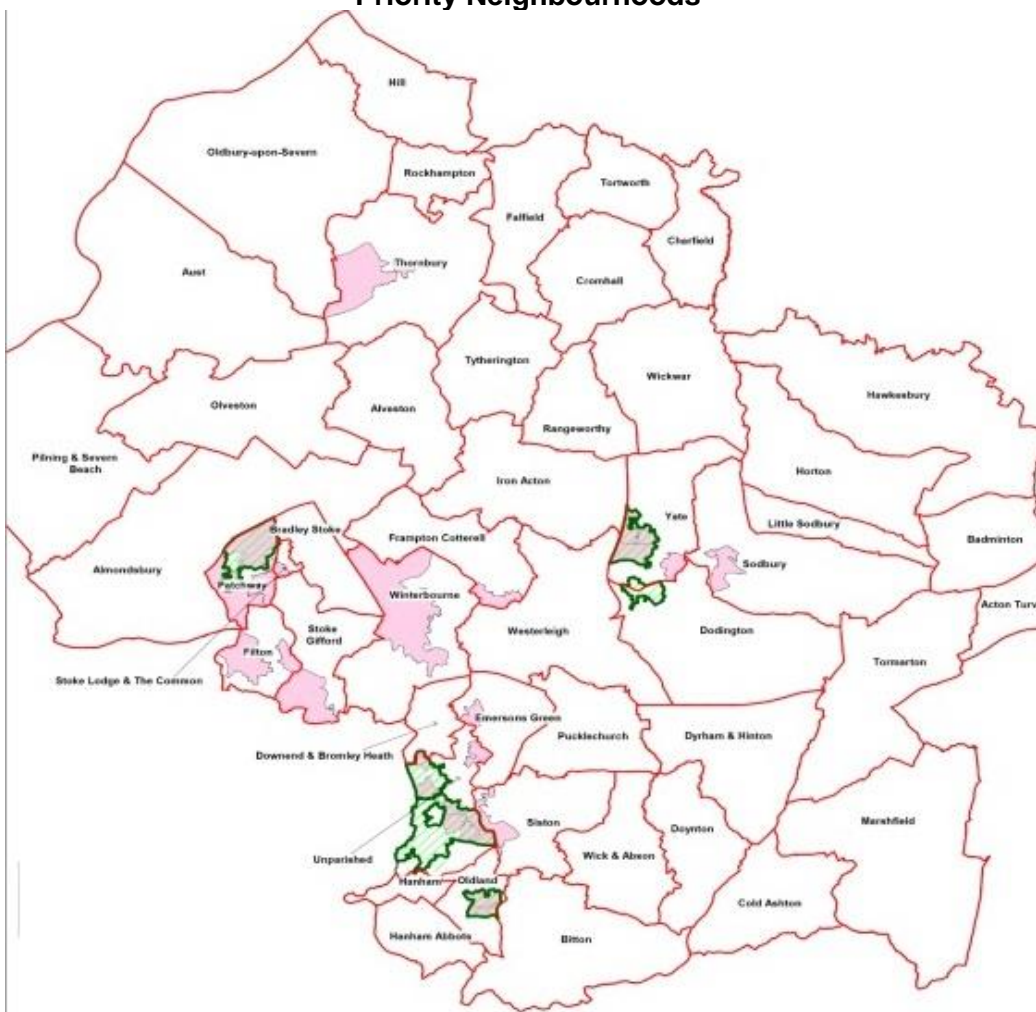 Priority Neighbourhoods
Hill
Oldbury-upon-Severn
Rockhampton
Tortworth
Falfield
Charfield
Thornbury
Aust
Cromhall
Tytherington
Wickwar
Hawkesbury
Olveston
Alveston
Rangeworthy
Pilning & Severn
Beach
Iron Acton
Horton
Yate
Little Sodbury
Bradley Stoke
Frampton Cotterell
Badminton
Almondsbury
Sodbury
Patchway
Winterbourne
Acton Turv
Stoke
Gifford
Westerleigh
Dodington
Filton
Tormarton
Stoke Lodge & The Common
Emersons Green
Pucklechurch
Dyrham & Hinton
Downend & Bromley Heath
Siston
Marshfield
Doynton
Unparished
Wick & Abson
Hanham
Oldland
Cold Ashton
Hanham Abbots
Bitton